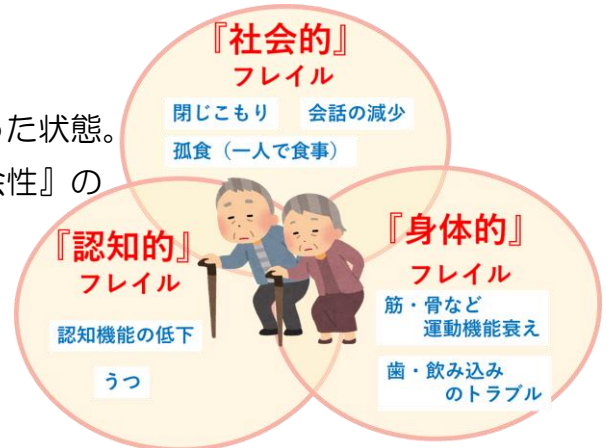 った状態。
性』の
『社会的』
フレイル
閉じこもり 会話の減少
孤食（一人で食事）
『認知的』
フレイル
認知機能の低下
うつ
『身体的』
フレイル
筋・骨など
運動機能衰え
歯・飲み込み
のトラブル